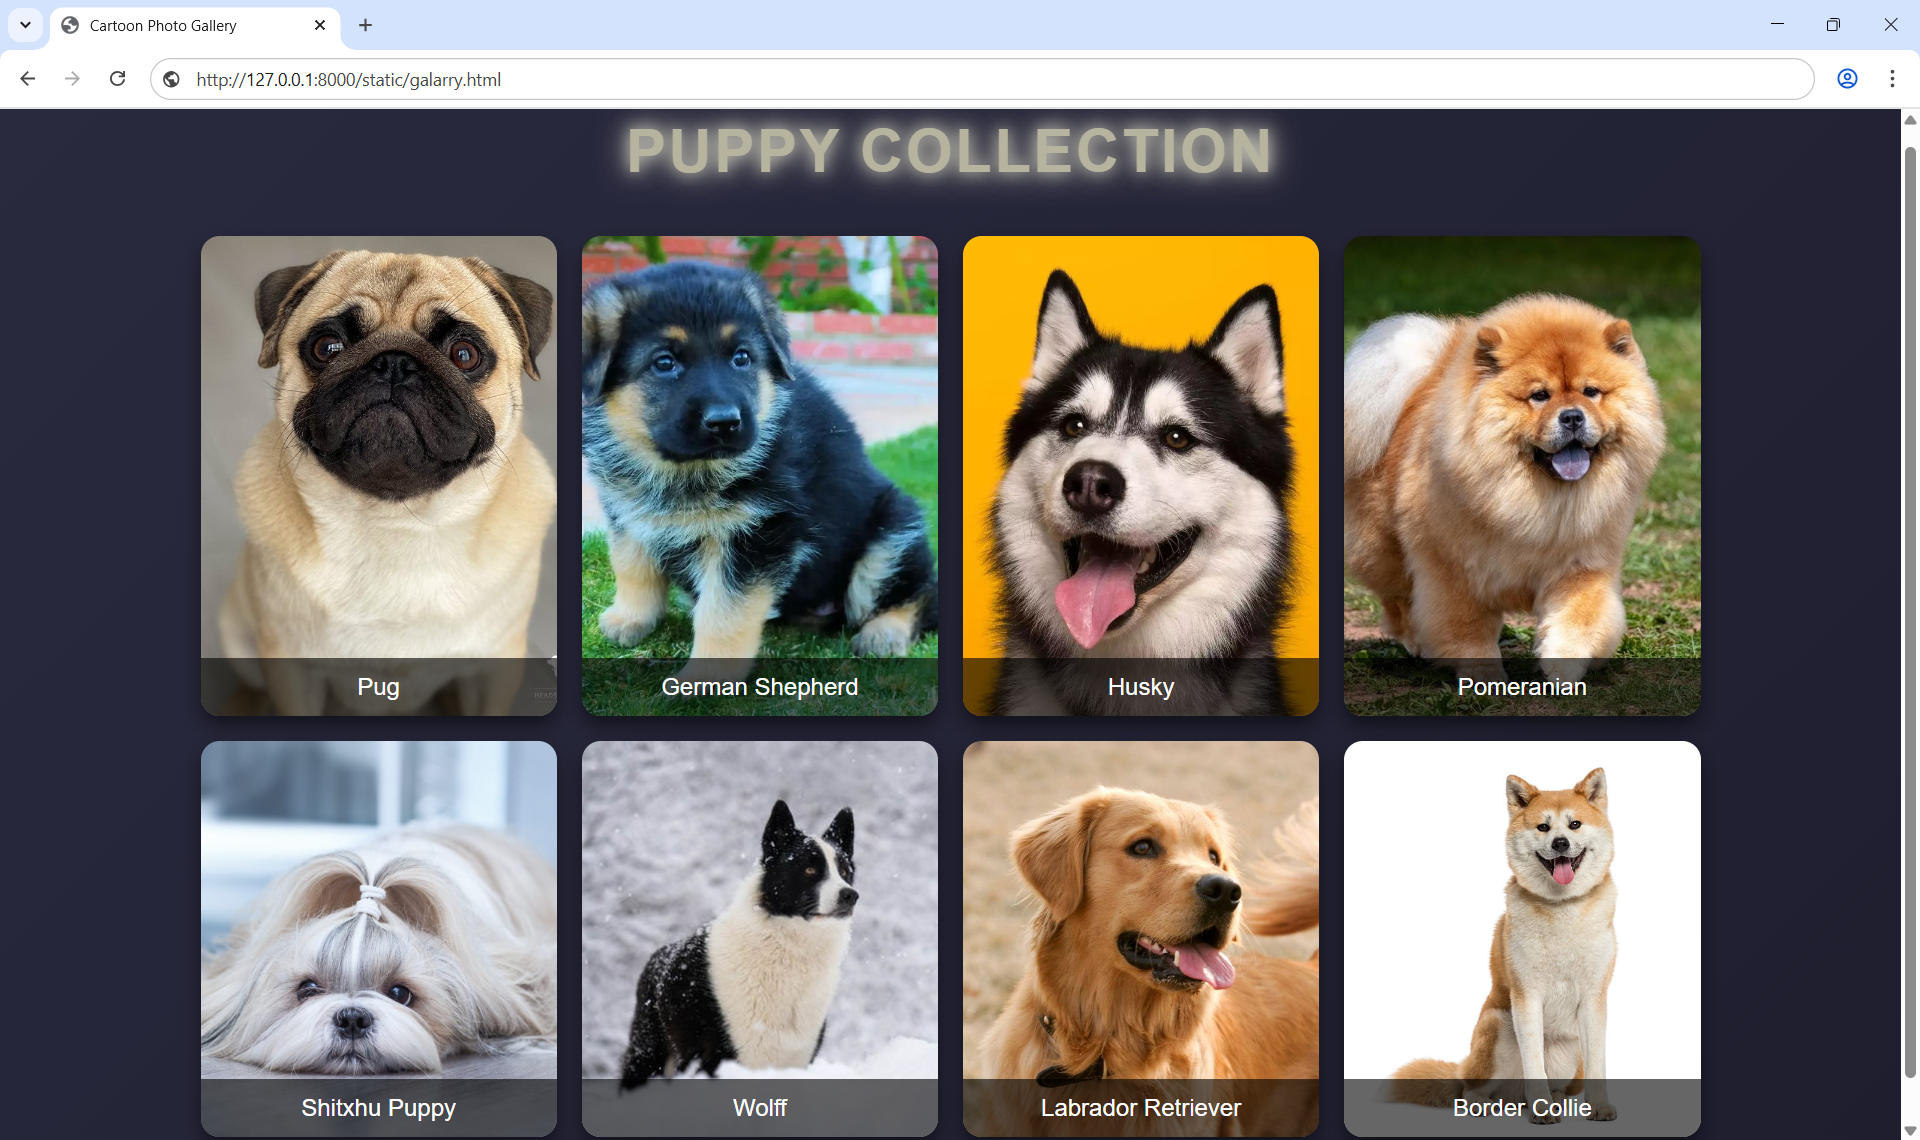 Cartoon Photo Gallery
http://127.0.0.1:8000/static/galarry.html
PUPPY COLLECTION
Pug
German Shepherd
Husky
Pomeranian
Shitxhu Puppy
Wolff
Labrador Retriever
Border Collie